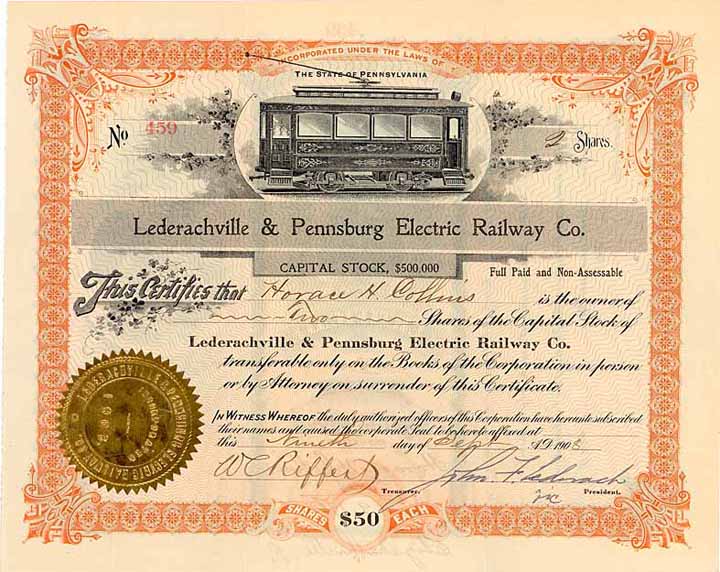 INCORPORATED UNDER THE LAWS OF
THE STATE OF PENNSYLVANIA
No 459
2 Shares.
Lederachville & Pennsburg Electric Railway Co.
CAPITAL STOCK, $500,000
Full Paid and Non-Assessable
This Certifies that Horace H. Collins is the owner of
Two Shares of the Capital Stock of
Lederachville & Pennsburg Electric Railway Co.
transferable only on the Books of the Corporation in person
or by Attorney on surrender of this Certificate.
IN WITNESS WHEREOF the duly authorized officers of this Corporation have hereunto subscribed
their names and caused the corporate Seal to be hereto affixed at
this Nineth day of Sept 19 1903
W C Riffert John F. Lederach
Treasurer. President.
SHARES $50 EACH